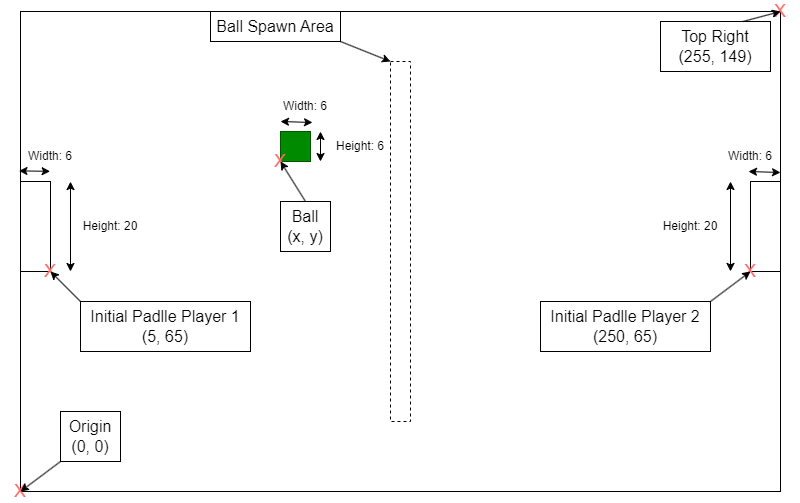 Ball Spawn Area
Top Right
(255, 149)
Width: 6
Height: 6
Width: 6
Width: 6
Height: 20
Height: 20
Ball
(x, y)
Initial Padlle Player 1
(5, 65)
Initial Padlle Player 2
(250, 65)
Origin
(0, 0)